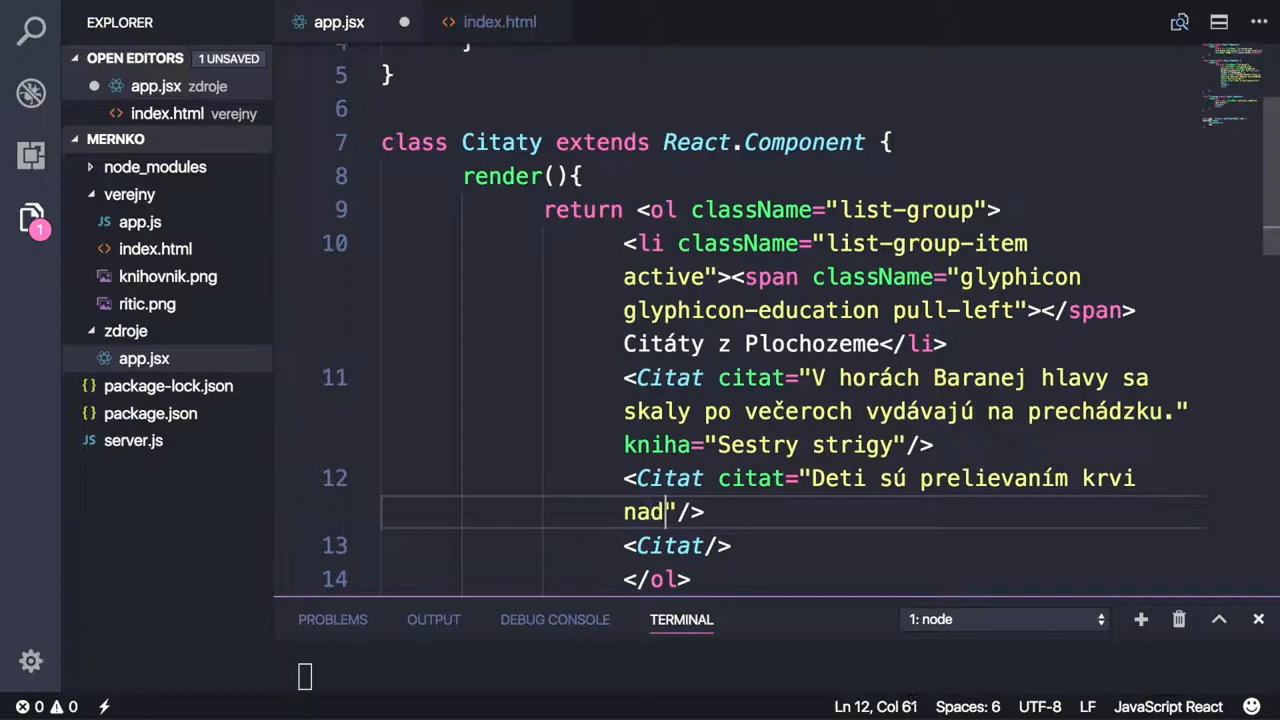 EXPLORER
OPEN EDITORS 1 UNSAVED
app.jsx zdroje
index.html verejny
MERNKO
node_modules
verejny
app.js
index.html
knihovnik.png
ritic.png
zdroje
app.jsx
package-lock.json
package.json
server.js
1
app.jsx
index.html
5 }
6
7 class Citaty extends React.Component {
8 render(){
9 return <ol className="list-group">
10 <li className="list-group-item
active"><span className="glyphicon
glyphicon-education pull-left"></span>
Citáty z Plochozeme</li>
11 <Citat citat="V horách Baranej hlavy sa
skaly po večeroch vydávajú na prechádzku."
kniha="Sestry strigy"/>
12 <Citat citat="Deti sú prelievaním krvi
nad"/>
13 <Citat/>
14 </ol>
PROBLEMS OUTPUT DEBUG CONSOLE TERMINAL 1: node
0 0 Ln 12, Col 61 Spaces: 6 UTF-8 LF JavaScript React